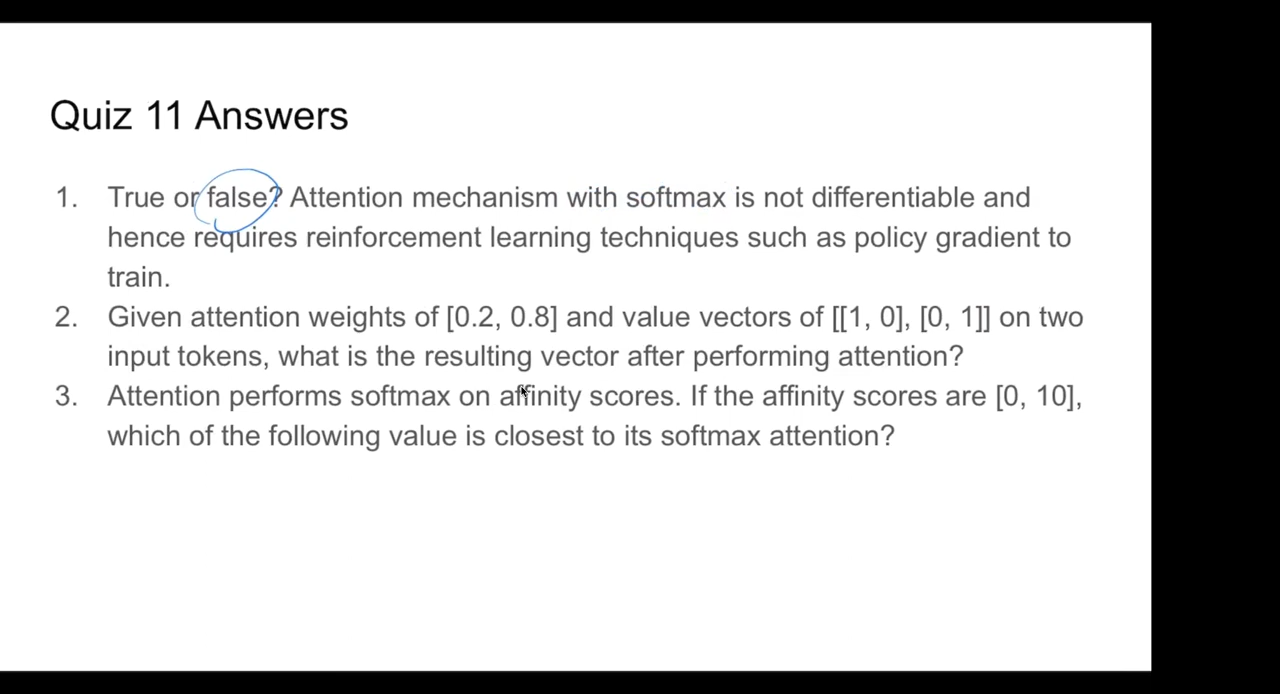 Quiz 11 Answers
1. True or false? Attention mechanism with softmax is not differentiable and
hence requires reinforcement learning techniques such as policy gradient to
train.
2. Given attention weights of [0.2, 0.8] and value vectors of [[1, 0], [0, 1]] on two
input tokens, what is the resulting vector after performing attention?
3. Attention performs softmax on affinity scores. If the affinity scores are [0, 10],
which of the following value is closest to its softmax attention?